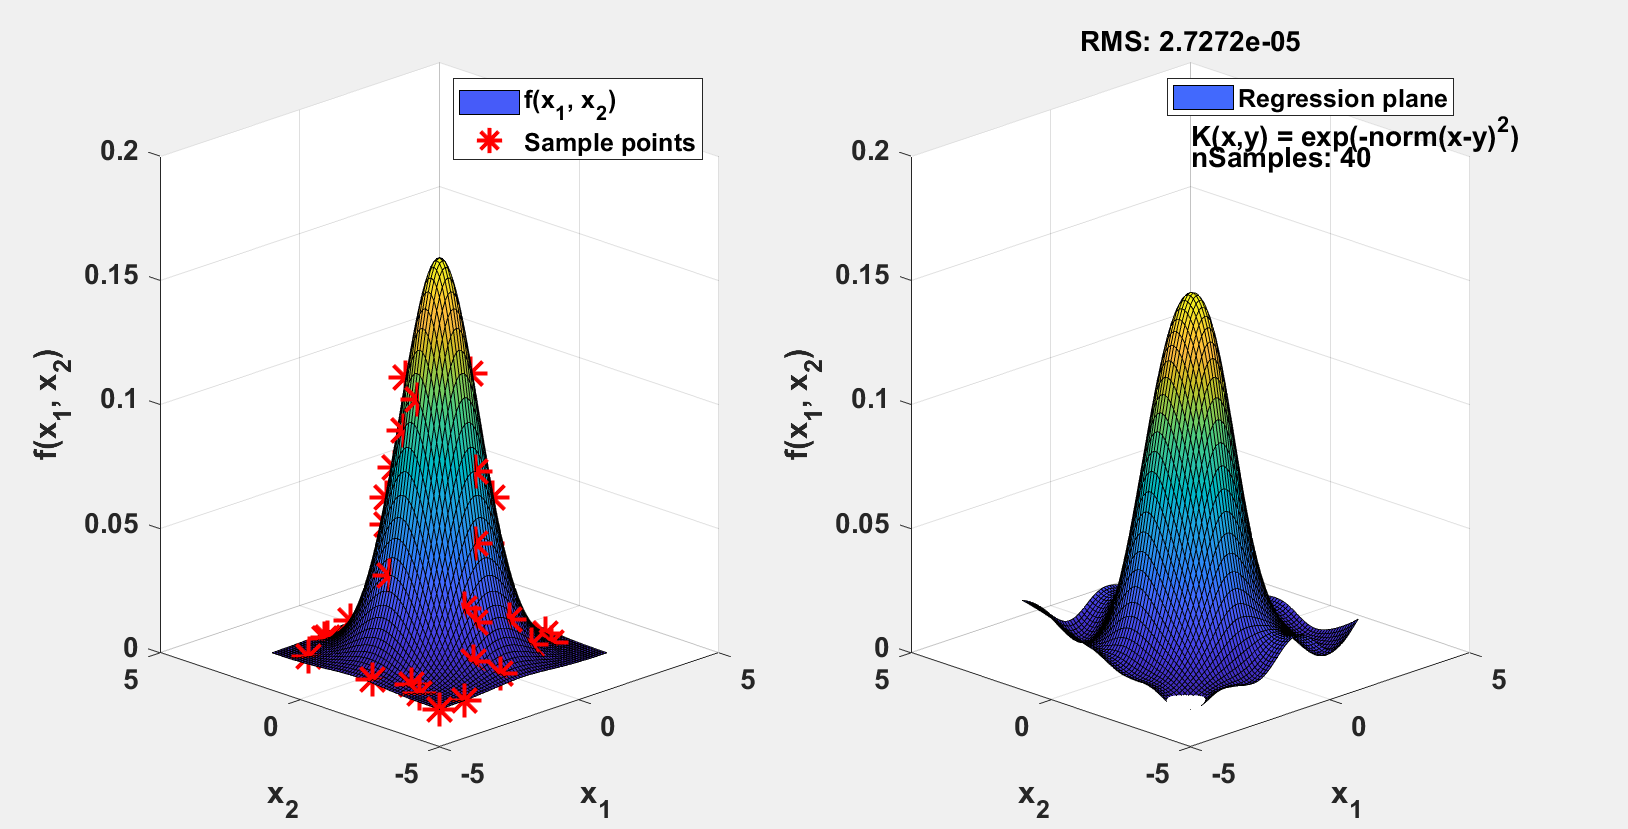 f(x1, x2)
Sample points
0.2
0.15
0.1
0.05
0
5
0
-5
-5
0
5
f(x1, x2)
x2
x1
RMS: 2.7272e-05
Regression plane
K(x,y) = exp(-norm(x-y)^2)
nSamples: 40
0.2
0.15
0.1
0.05
0
5
0
-5
-5
0
5
f(x1, x2)
x2
x1